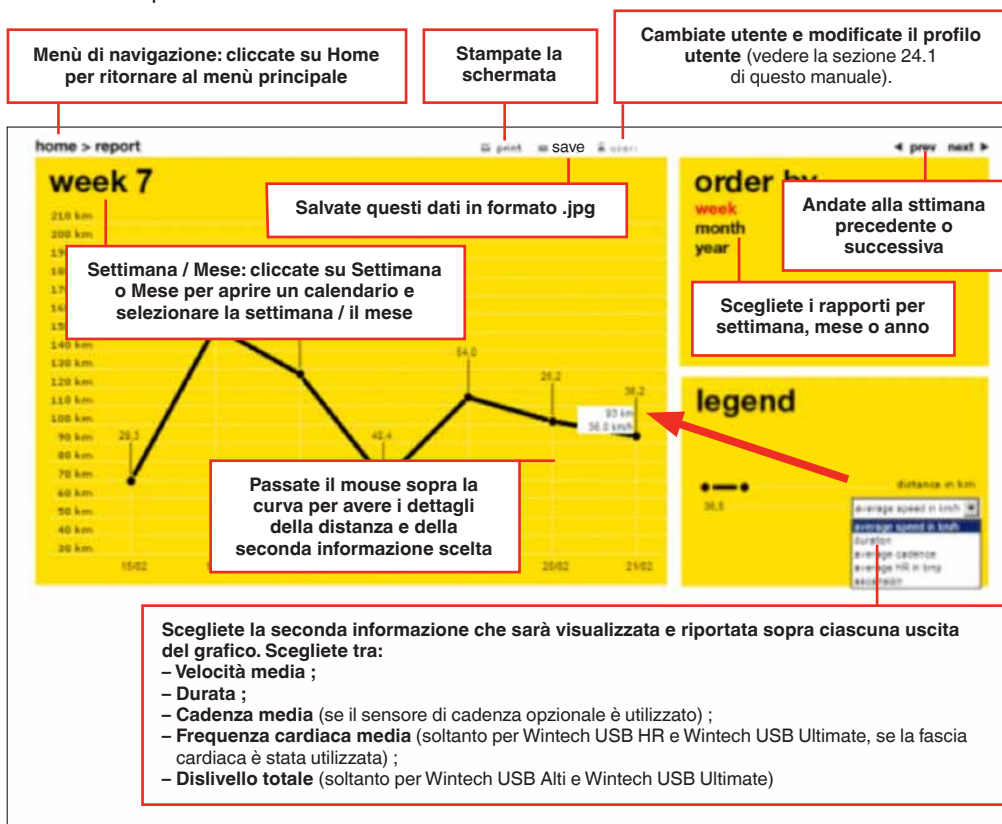 Menù di navigazione: cliccate su Home
per ritornare al menù principale
Stampate la
schermata
Cambiate utente e modificate il profilo
utente (vedere la sezione 24.1
di questo manuale).
home > report
print
save
user:
◄ prev next ►
week 7
Salvate questi dati in formato .jpg
order by
week
month
year
Andate alla sttimana
precedente o
successiva
Scegliete i rapporti per
settimana, mese o anno
210 km
200 km
Settimana / Mese: cliccate su Settimana
o Mese per aprire un calendario e
selezionare la settimana / il mese
140 km
130 km
120 km
110 km
100 km
90 km
80 km
70 km
60 km
50 km
40 km
30 km
54,0
26,2
36,2
93 km
36.0 km/h
Passate il mouse sopra la
curva per avere i dettagli
della distanza e della
seconda informazione scelta
15/02
20/02
21/02
legend
distance in km
36,5
average speed in km/h
average speed in km/h
duration
average cadence
average HR in bmp
ascension
Scegliete la seconda informazione che sarà visualizzata e riportata sopra ciascuna uscita
del grafico. Scegliete tra:
– Velocità media ;
– Durata ;
– Cadenza media (se il sensore di cadenza opzionale è utilizzato) ;
– Frequenza cardiaca media (soltanto per Wintech USB HR e Wintech USB Ultimate, se la fascia
cardiaca è stata utilizzata) ;
– Dislivello totale (soltanto per Wintech USB Alti e Wintech USB Ultimate)